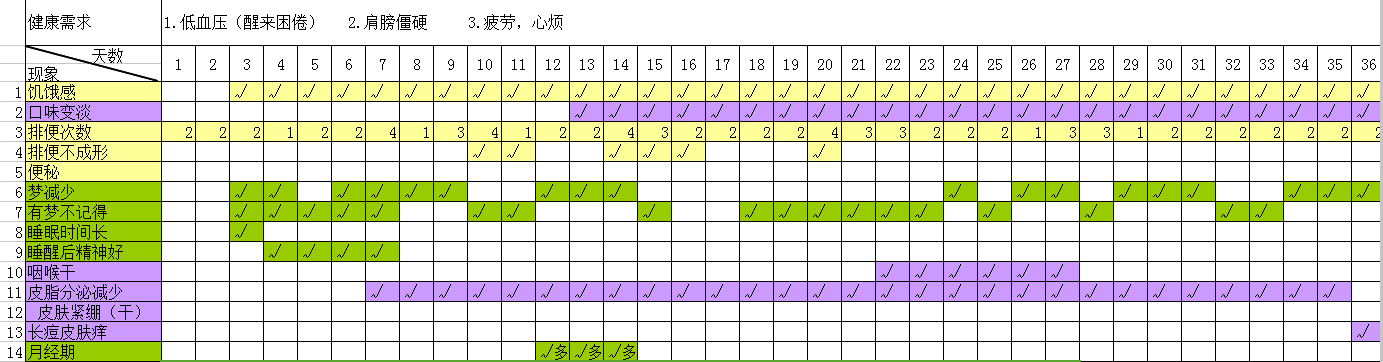 健康需求 1.低血压（醒来困倦） 2.肩膀僵硬 3.疲劳，心烦
天数
现象
1 2 3 4 5 6 7 8 9 10 11 12 13 14 15 16 17 18 19 20 21 22 23 24 25 26 27 28 29 30 31 32 33 34 35 36
1 饥饿感 √ √ √ √ √ √ √ √ √ √ √ √ √ √ √ √ √ √ √ √ √ √ √ √ √ √ √ √ √ √ √ √ √ √
2 口味变淡 √ √ √ √ √ √ √ √ √ √ √ √ √ √ √ √ √ √ √ √ √ √ √ √
3 排便次数 2 2 2 1 2 2 4 1 3 4 1 2 2 4 3 2 2 2 2 4 3 3 2 2 2 1 3 3 1 2 2 2 2 2 2 2
4 排便不成形 √ √ √ √ √ √
5 便秘
6 梦减少 √ √ √ √ √ √ √ √ √ √ √ √ √ √ √ √ √ √
7 有梦不记得 √ √ √ √ √ √ √ √ √ √ √ √ √ √ √ √ √ √
8 睡眠时间长 √
9 睡醒后精神好 √ √ √ √
10 咽喉干 √ √ √ √ √ √
11 皮脂分泌减少 √ √ √ √ √ √ √ √ √ √ √ √ √ √ √ √ √ √ √ √ √ √ √ √ √ √ √ √ √
12 皮肤紧绷（干）
13 长痘皮肤痒 √
14 月经期 √多 √多 √多